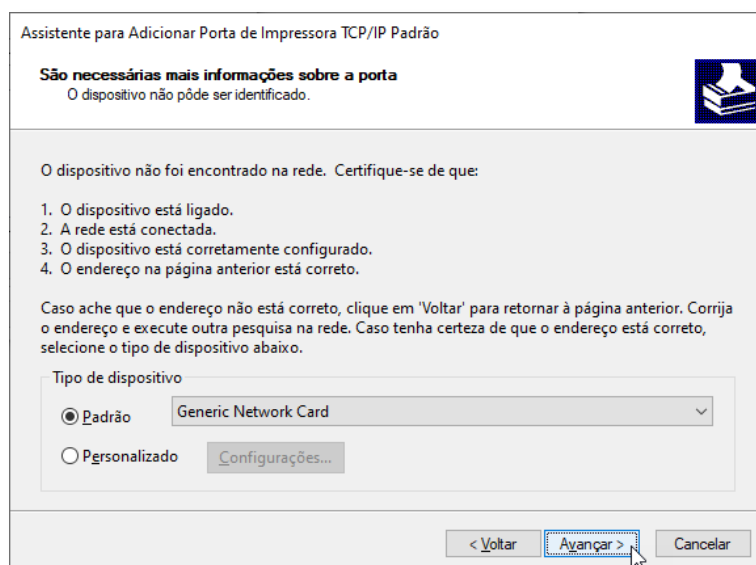 Assistente para Adicionar Porta de Impressora TCP/IP Padrão
São necessárias mais informações sobre a porta
O dispositivo não pôde ser identificado.
O dispositivo não foi encontrado na rede.  Certifique-se de que:
1.  O dispositivo está ligado.
2.  A rede está conectada.
3.  O dispositivo está corretamente configurado.
4.  O endereço na página anterior está correto.
Caso ache que o endereço não está correto, clique em 'Voltar' para retornar à página anterior. Corrija
o endereço e execute outra pesquisa na rede. Caso tenha certeza de que o endereço está correto,
selecione o tipo de dispositivo abaixo.
Tipo de dispositivo
Padrão Generic Network Card
Personalizado Configurações...
< Voltar Avançar > Cancelar